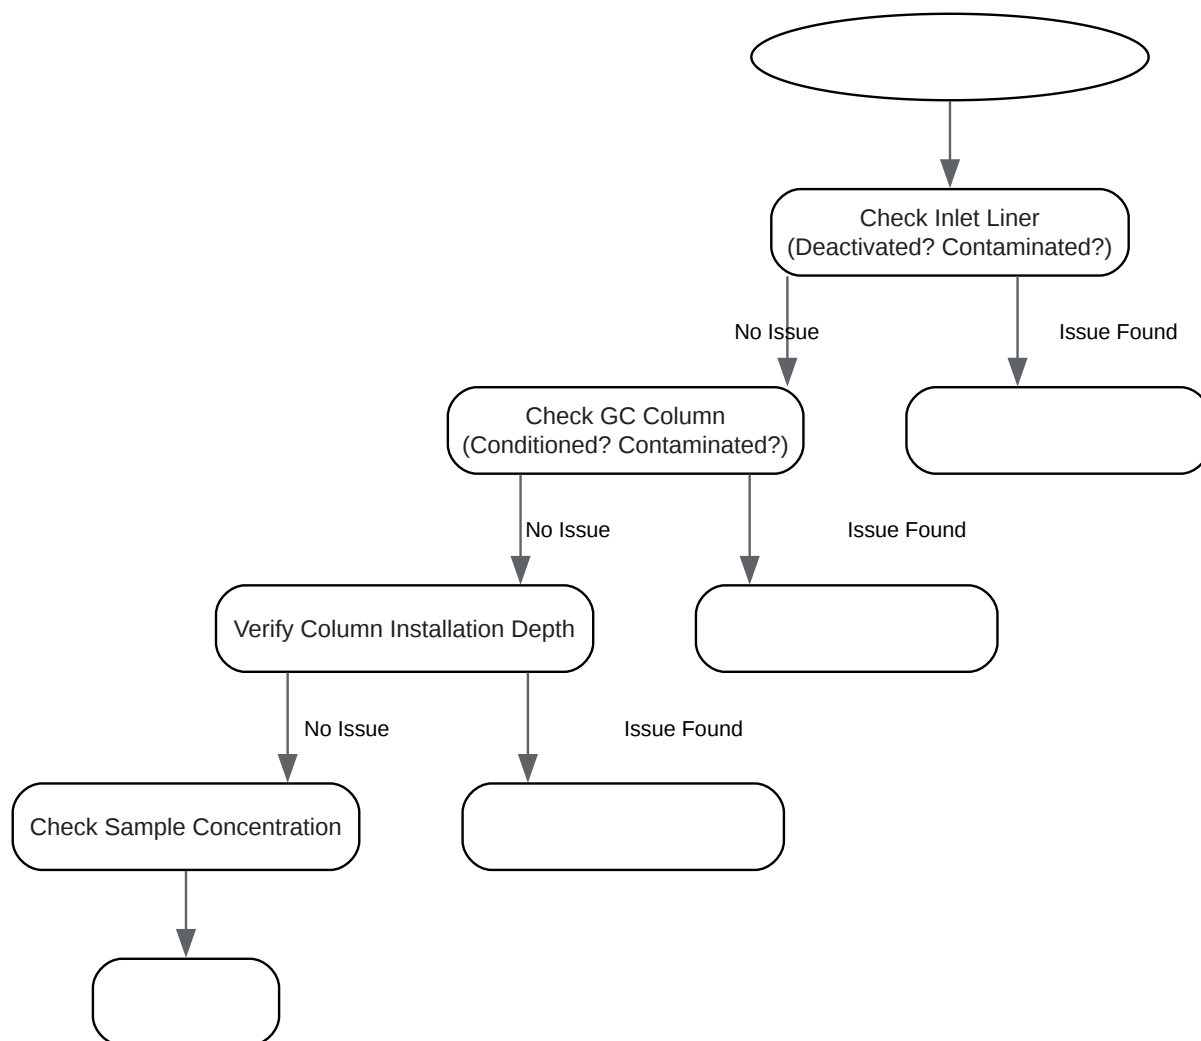 Check Inlet Liner
(Deactivated? Contaminated?)
No Issue
Issue Found
Check GC Column
(Conditioned? Contaminated?)
No Issue
Issue Found
Verify Column Installation Depth
No Issue
Issue Found
Check Sample Concentration